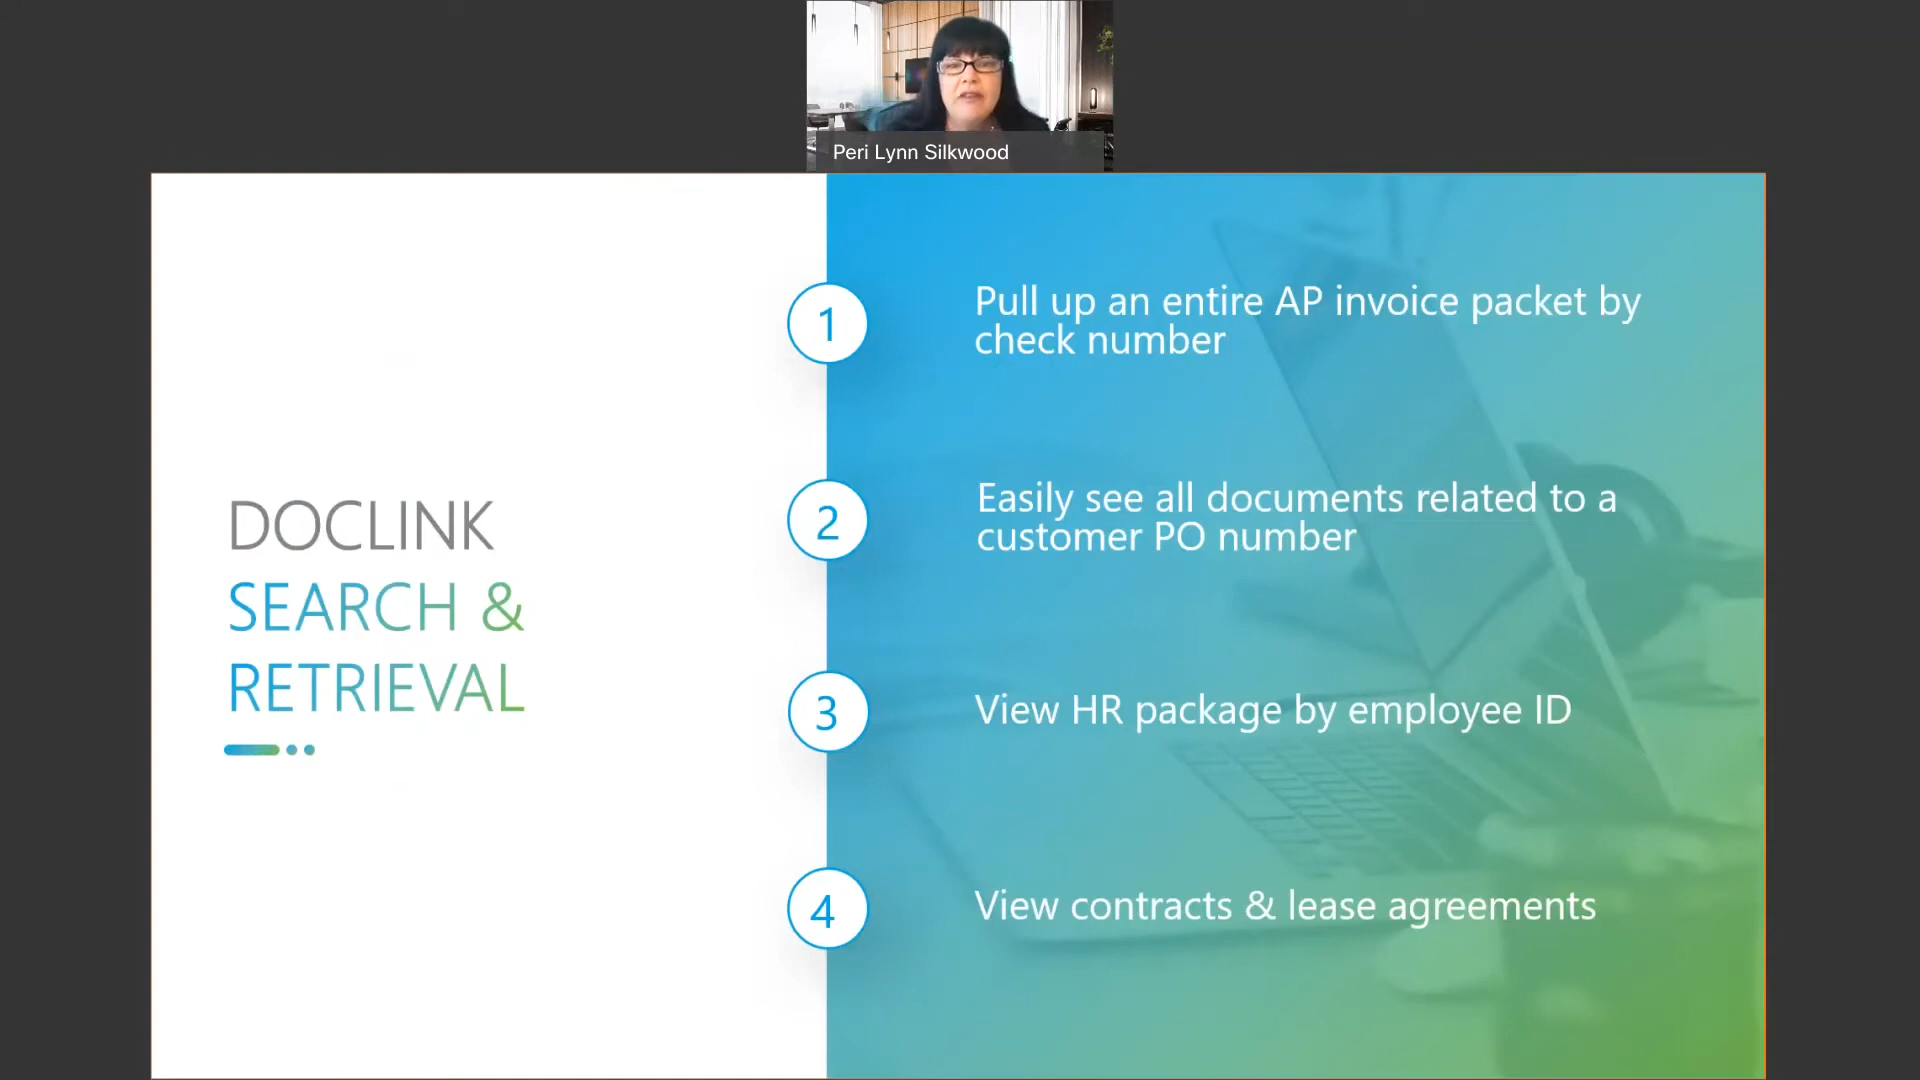 Peri Lynn Silkwood
DOCLINK
SEARCH &
RETRIEVAL
1
Pull up an entire AP invoice packet by
check number
2
Easily see all documents related to a
customer PO number
3
View HR package by employee ID
4
View contracts & lease agreements